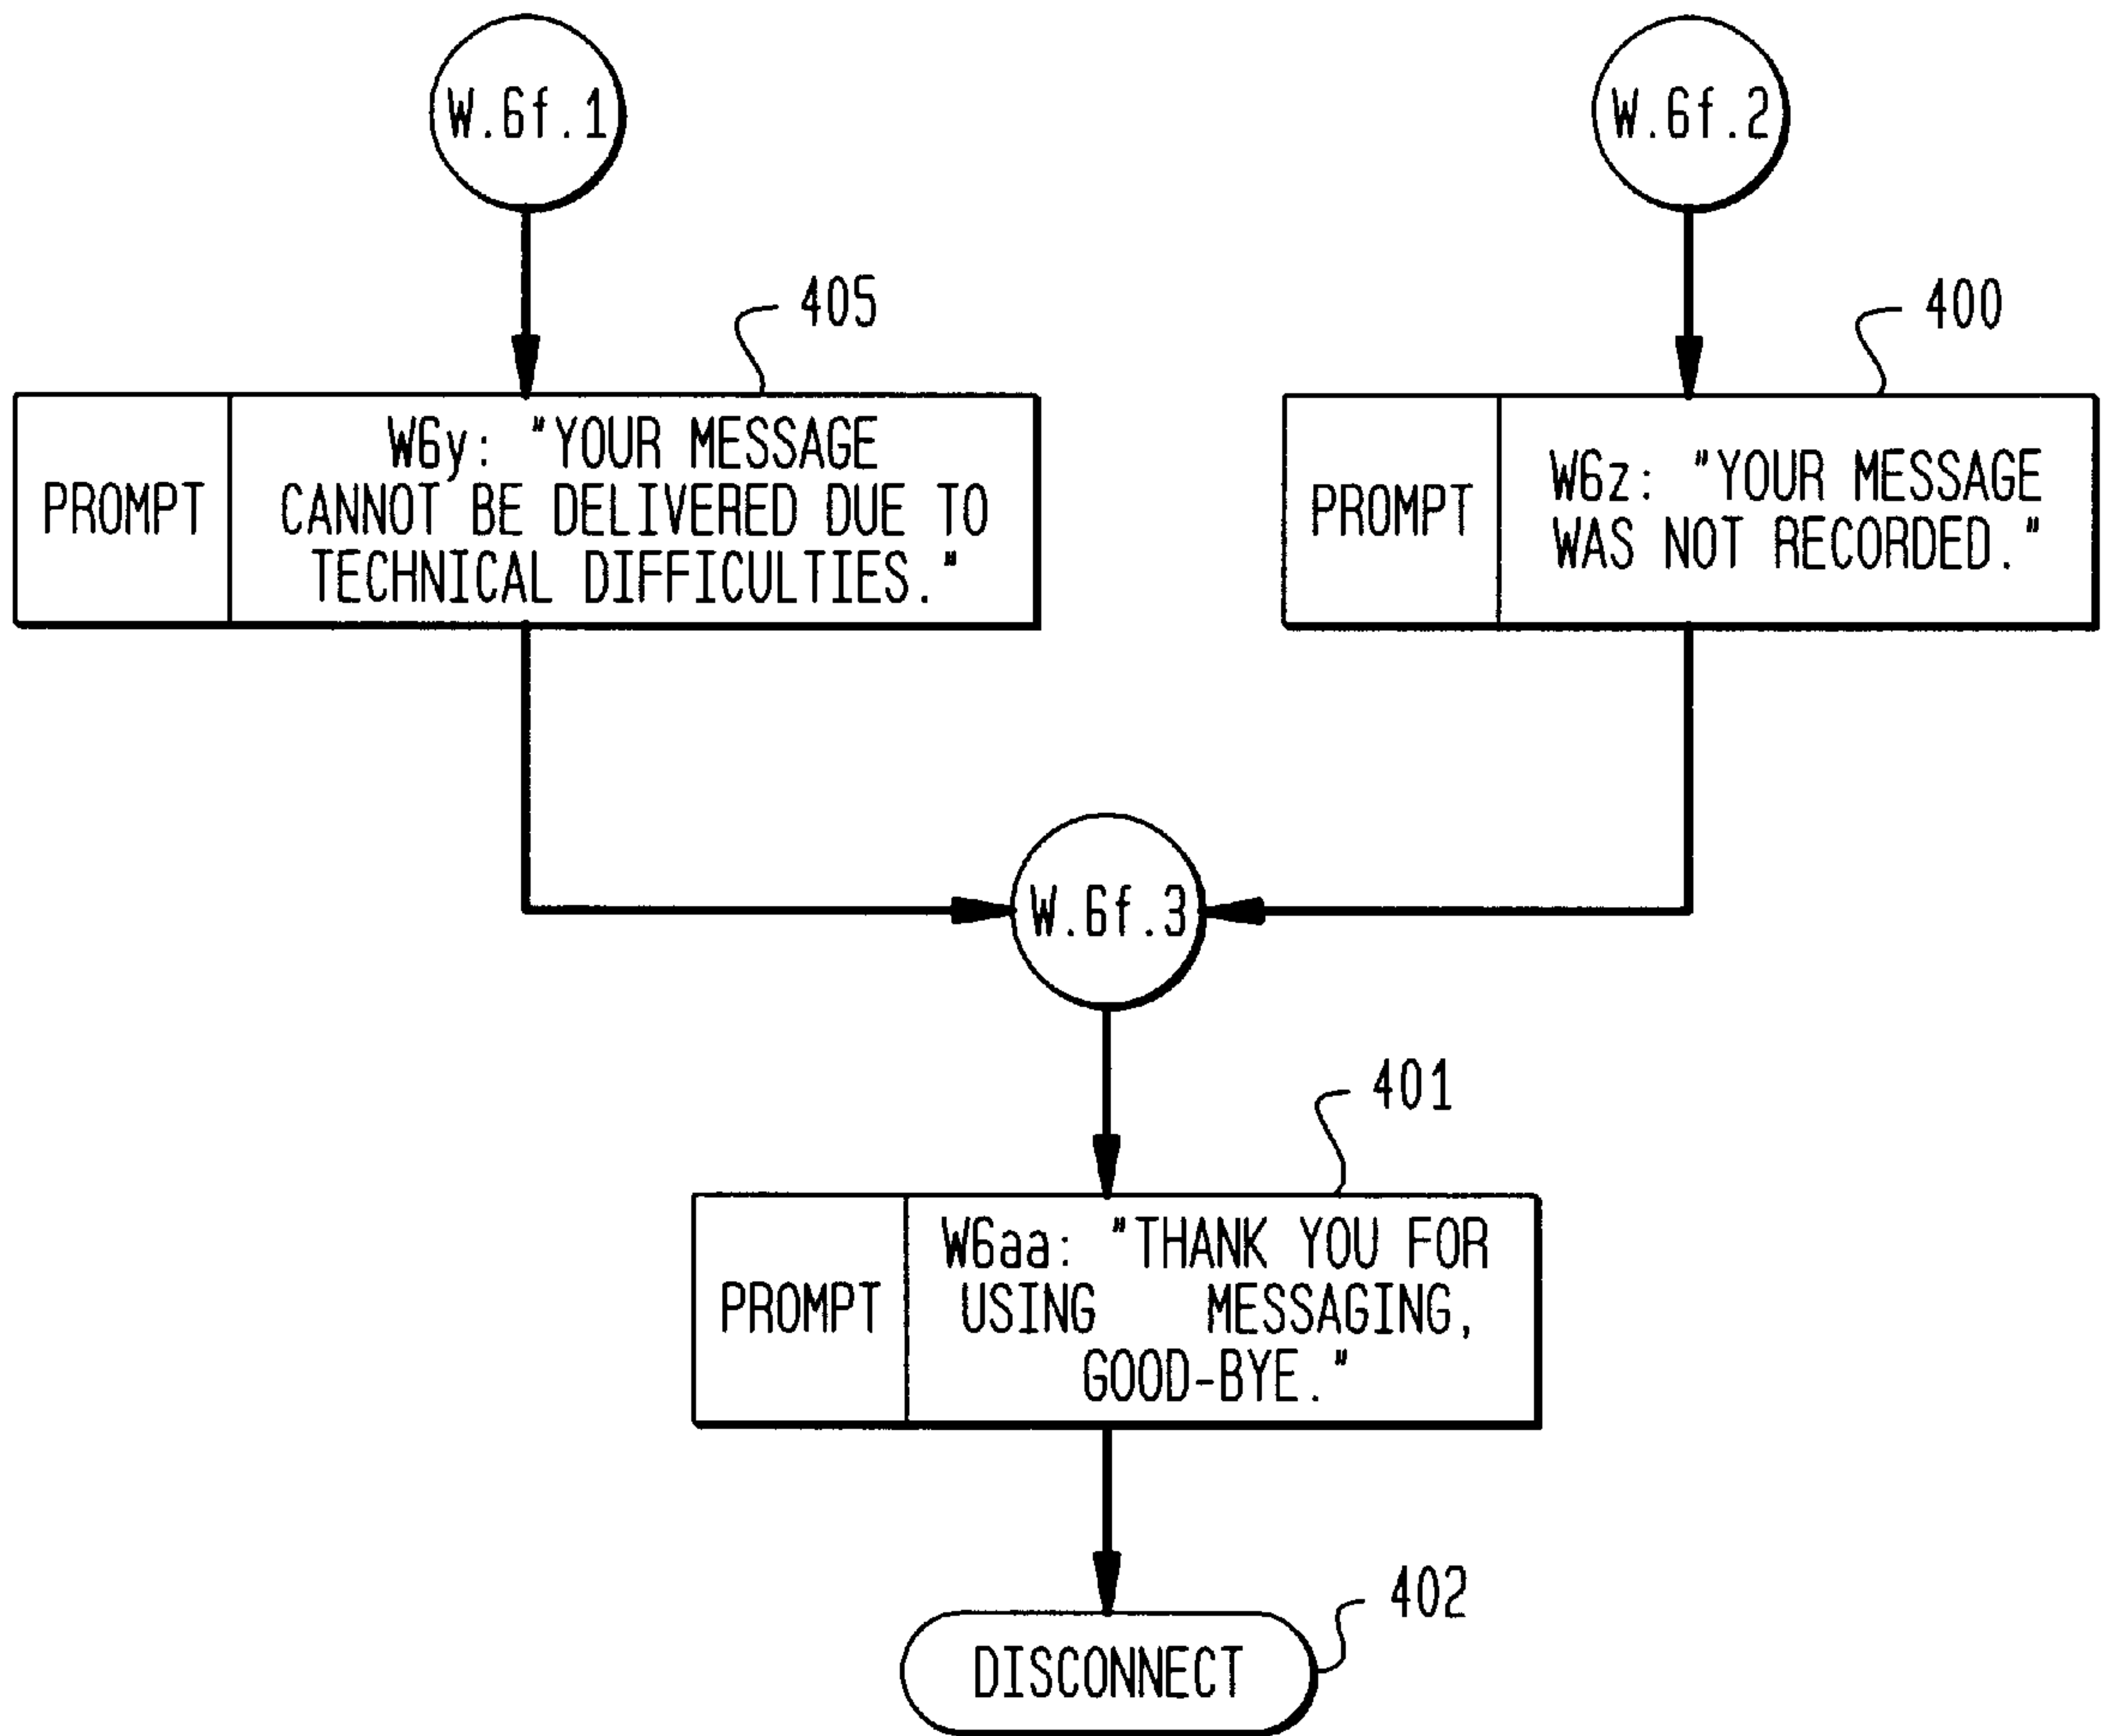 W.6f.1
W.6f.2
405
400
PROMPT
W6y: "YOUR MESSAGE
CANNOT BE DELIVERED DUE TO
TECHNICAL DIFFICULTIES."
PROMPT
W6z: "YOUR MESSAGE
WAS NOT RECORDED."
W.6f.3
401
PROMPT
W6aa: "THANK YOU FOR
USING MESSAGING,
GOOD-BYE."
402
DISCONNECT